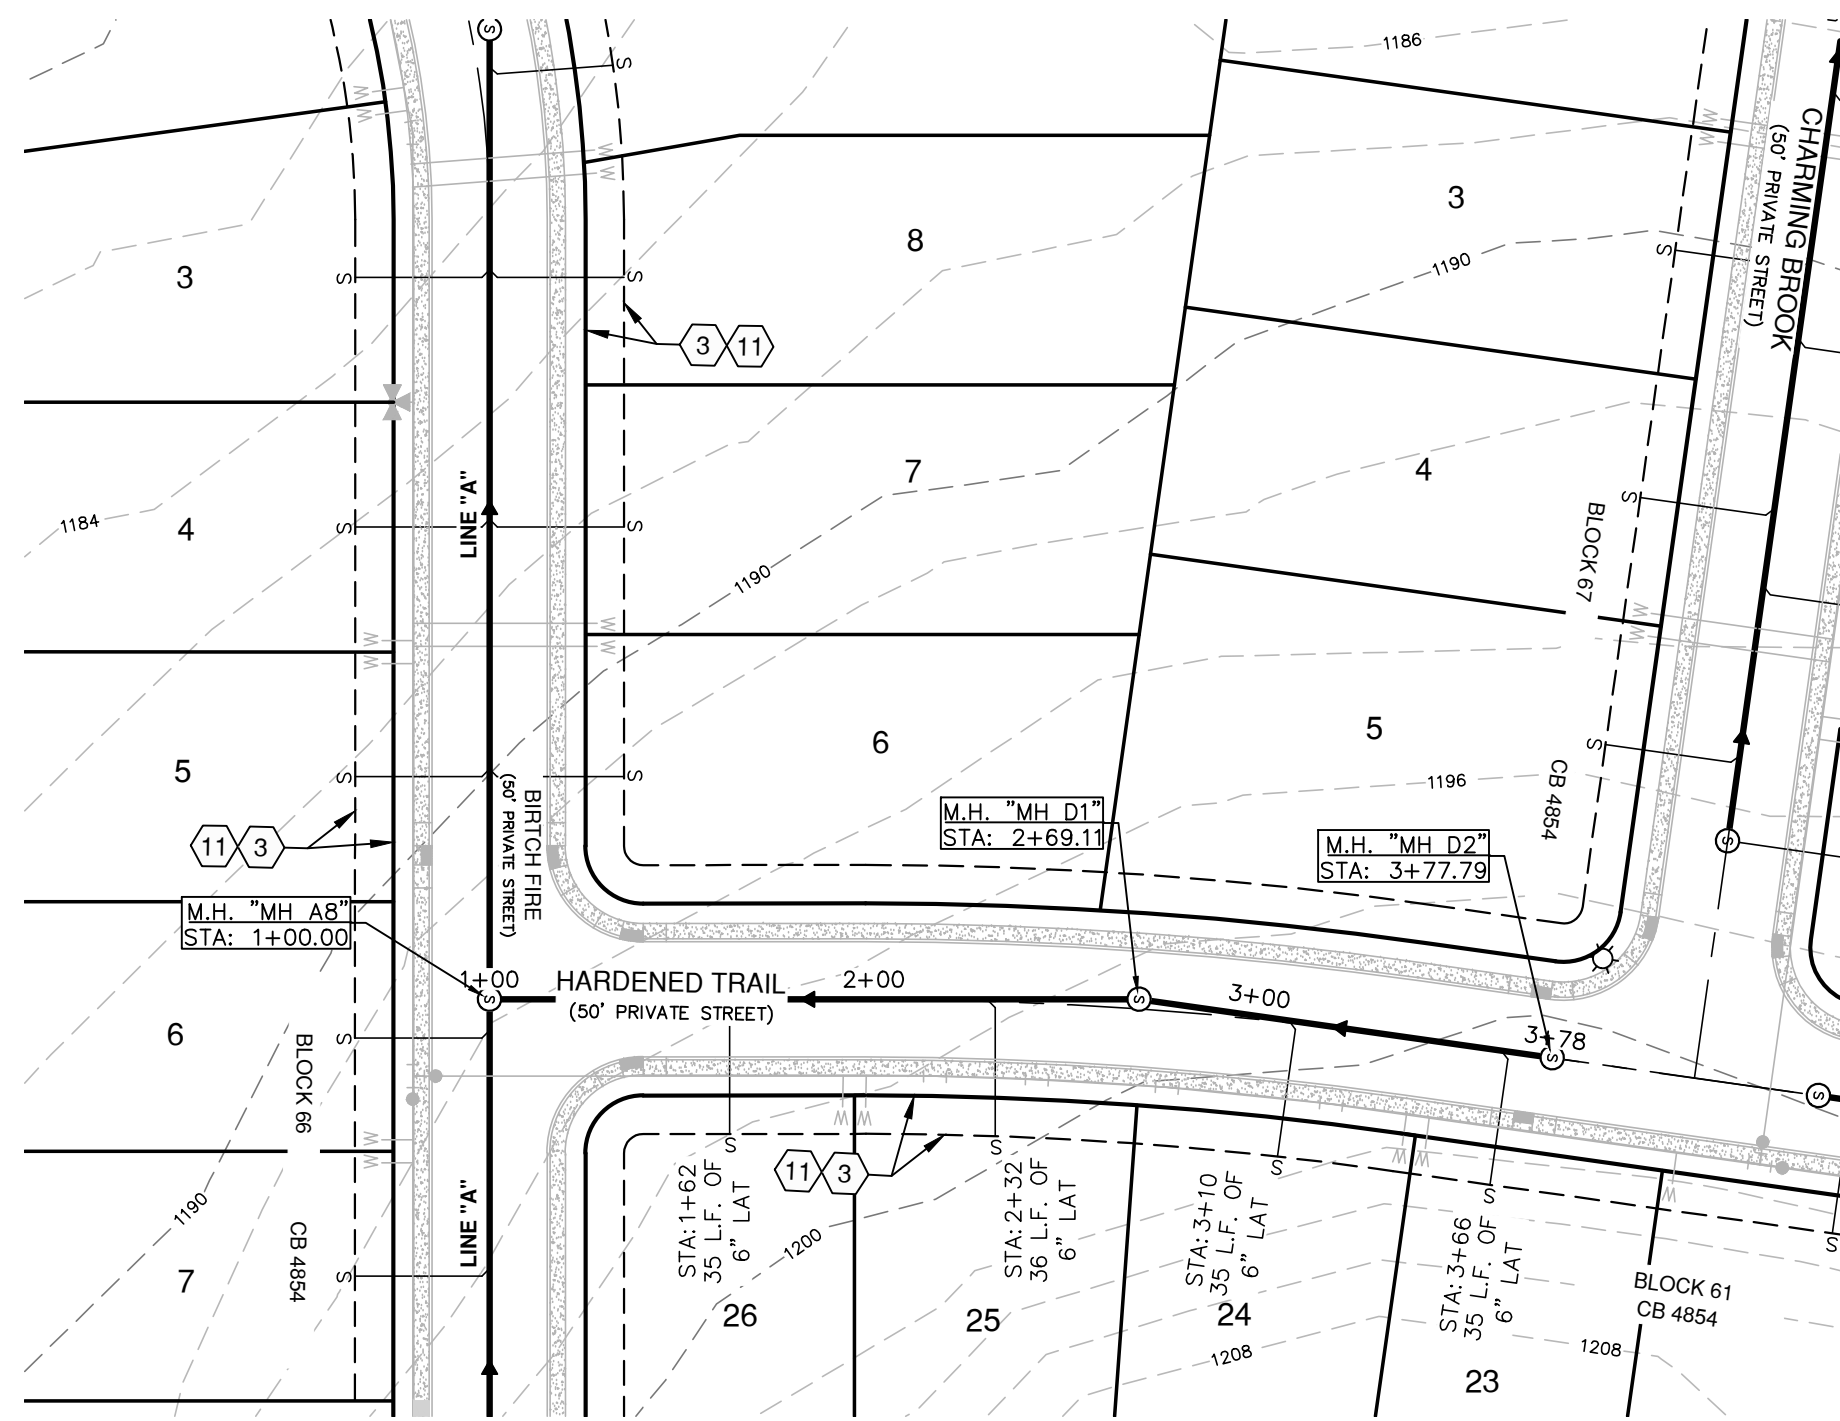 S
S
1186
CHARMING BROOK
(50' PRIVATE STREET)
W
W
W
W
W
W
3
8
3
S
S
S
1190
3
11
LINE "A"
7
4
S
S
S
1184
4
BLOCK 67
1190
W
W
W
W
W
W
6
5
S
5
S
S
1196
CB 4854
BIRTCH FIRE
(50' PRIVATE STREET)
M.H. "MH D1"
STA: 2+69.11
M.H. "MH D2"
STA: 3+77.79
11
3
S
M.H. "MH A8"
STA: 1+00.00
1+00
S
HARDENED TRAIL
(50' PRIVATE STREET)
2+00
S
3+00
3+78
S
S
6
S
BLOCK 66
CB 4854
W
W
W
W
W
W
W
S
S
S
S
S
11
3
STA: 1+62
35 L.F. OF
6" LAT
STA: 2+32
36 L.F. OF
6" LAT
STA: 3+10
35 L.F. OF
6" LAT
STA: 3+66
35 L.F. OF
6" LAT
1190
LINE "A"
1200
7
S
26
25
24
23
1208
1208
BLOCK 61
CB 4854